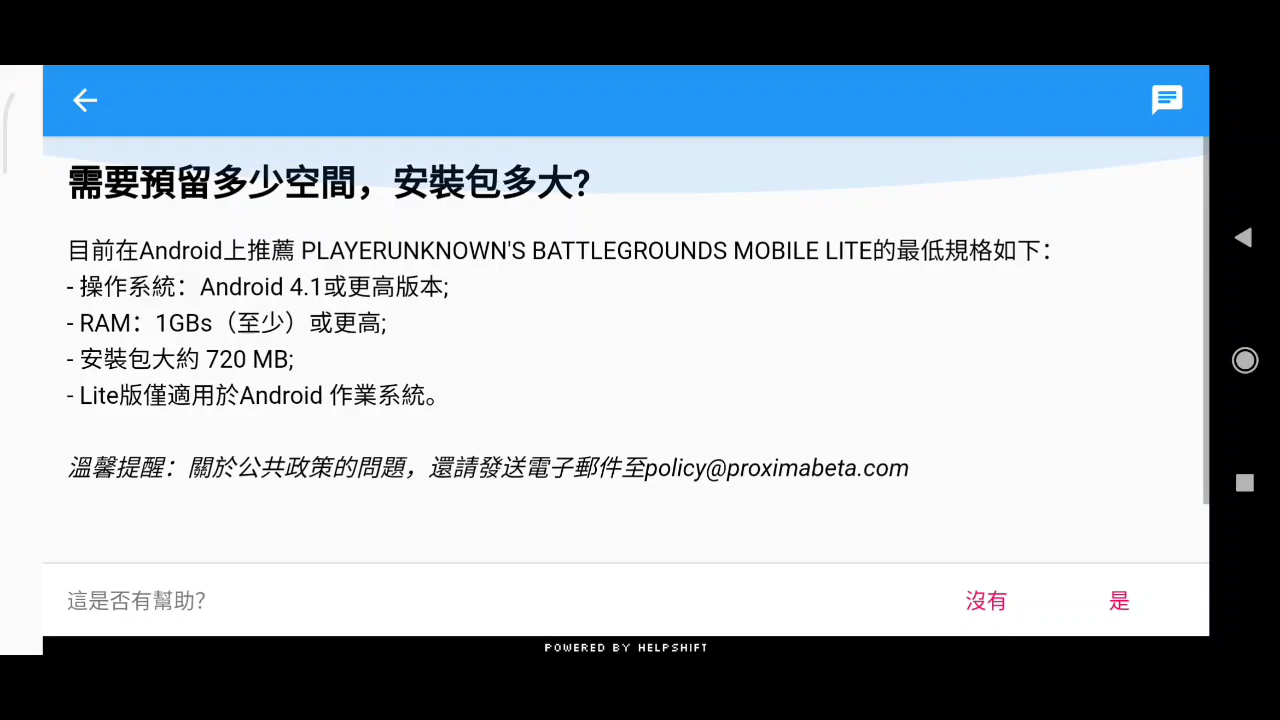 需要預留多少空間，安裝包多大?
目前在Android上推薦 PLAYERUNKNOWN'S BATTLEGROUNDS MOBILE LITE的最低規格如下：
- 操作系統：Android 4.1或更高版本;
- RAM：1GBs（至少）或更高;
- 安裝包大約 720 MB;
- Lite版僅適用於Android 作業系統。
溫馨提醒：關於公共政策的問題，還請發送電子郵件至policy@proximabeta.com
這是否有幫助?
沒有
是
POWERED BY HELPSHIFT